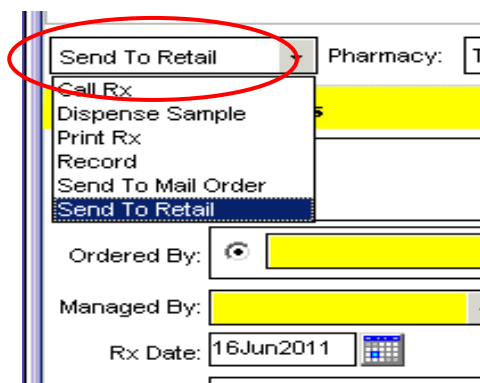 Send To Retail Pharmacy: T
Call Rx
Dispense Sample s
Print Rx
Record
Send To Mail Order
Send To Retail
Ordered By:
Managed By:
Rx Date: 16Jun2011